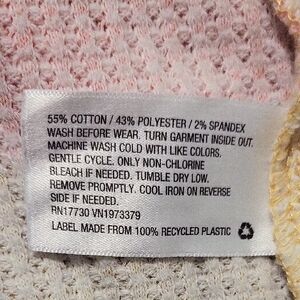 55% COTTON / 43% POLYESTER / 2% SPANDEX
WASH BEFORE WEAR. TURN GARMENT INSIDE OUT.
MACHINE WASH COLD WITH LIKE COLORS.
GENTLE CYCLE. ONLY NON-CHLORINE
BLEACH IF NEEDED. TUMBLE DRY LOW.
REMOVE PROMPTLY. COOL IRON ON REVERSE
SIDE IF NEEDED.
RN17730 VN1973379
LABEL MADE FROM 100% RECYCLED PLASTIC